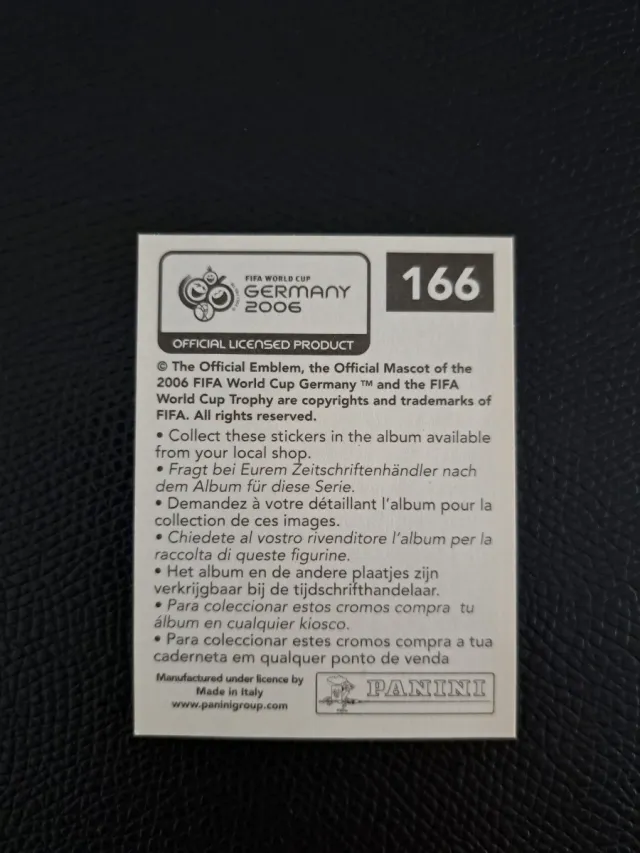 FIFA WORLD CUP
GERMANY
2006
OFFICIAL LICENSED PRODUCT
166
© The Official Emblem, the Official Mascot of the
2006 FIFA World Cup Germany ™ and the FIFA
World Cup Trophy are copyrights and trademarks of
FIFA. All rights reserved.
• Collect these stickers in the album available
from your local shop.
• Fragt bei Eurem Zeitschriftenhändler nach
dem Album für diese Serie.
• Demandez à votre détaillant l'album pour la
collection de ces images.
• Chiedete al vostro rivenditore l'album per la
raccolta di queste figurine.
• Het album en de andere plaatjes zijn
verkrijgbaar bij de tijdschrifthandelaar.
• Para coleccionar estos cromos compra tu
álbum en cualquier kiosco.
• Para coleccionar estes cromos compra a tua
caderneta em qualquer ponto de venda
Manufactured under licence by
Made in Italy
www.paninigroup.com
PANINI